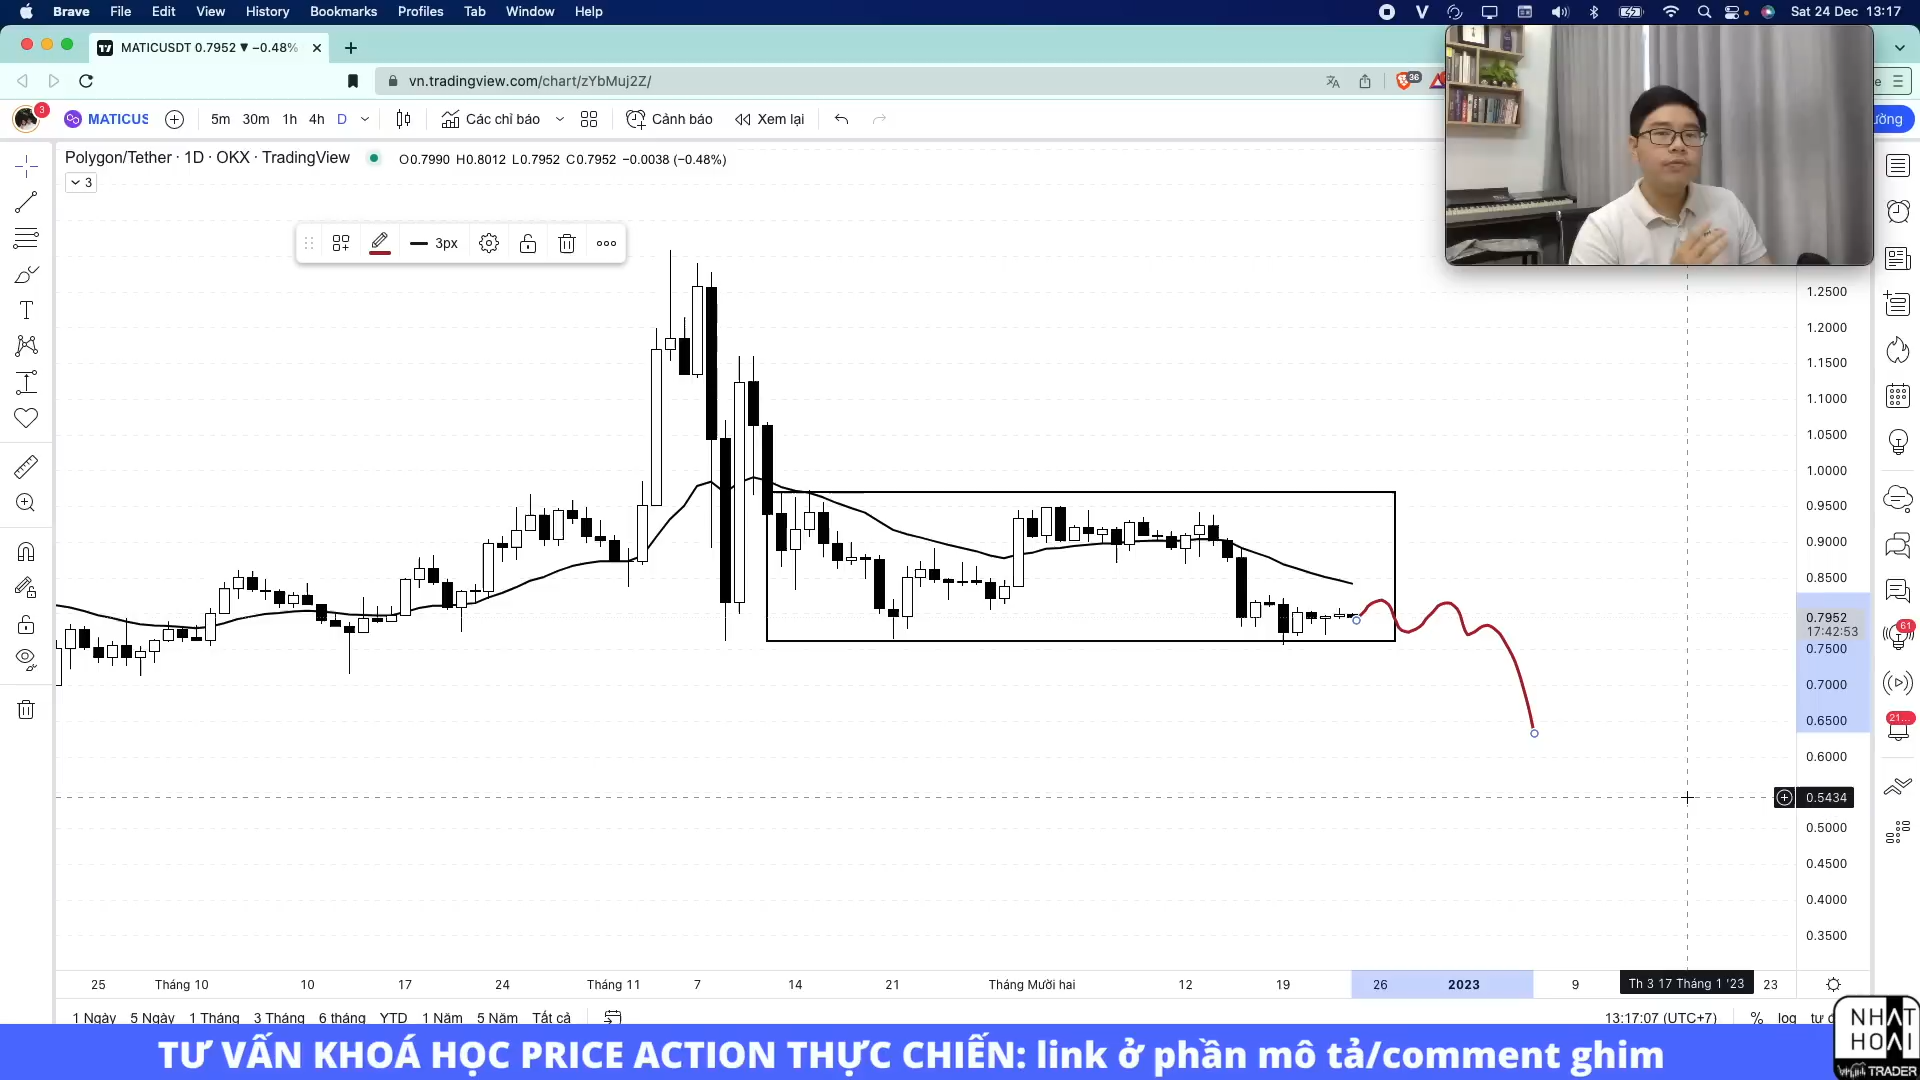 Brave File Edit View History Bookmarks Profiles Tab Window Help Sat 24 Dec 13:17
MATICUSDT 0.7952 ▼ −0.48%
vn.tradingview.com/chart/zYbMuj2Z/ 36
3 MATICUS 5m 30m 1h 4h D Các chỉ báo Cảnh báo Xem lại
Polygon/Tether · 1D · OKX · TradingView O0.7990 H0.8012 L0.7952 C0.7952 −0.0038 (−0.48%)
3
3px
1.2500
1.2000
1.1500
1.1000
1.0500
1.0000
0.9500
0.9000
0.8500
0.7952
17:42:53
0.7500
0.7000
0.6500
0.6000
0.5434
0.5000
0.4500
0.4000
0.3500
61
21...
25 Tháng 10 10 17 24 Tháng 11 7 14 21 Tháng Mười hai 12 19 26 2023 9 Th 3 17 Tháng 1 '23 23
1 Ngày 5 Ngày 1 Tháng 3 Tháng 6 tháng YTD 1 Năm 5 Năm Tất cả 13:17:07 (UTC+7) % log
TƯ VẤN KHOÁ HỌC PRICE ACTION THỰC CHIẾN: link ở phần mô tả/comment ghim
NHAT
HOAI
TRADER